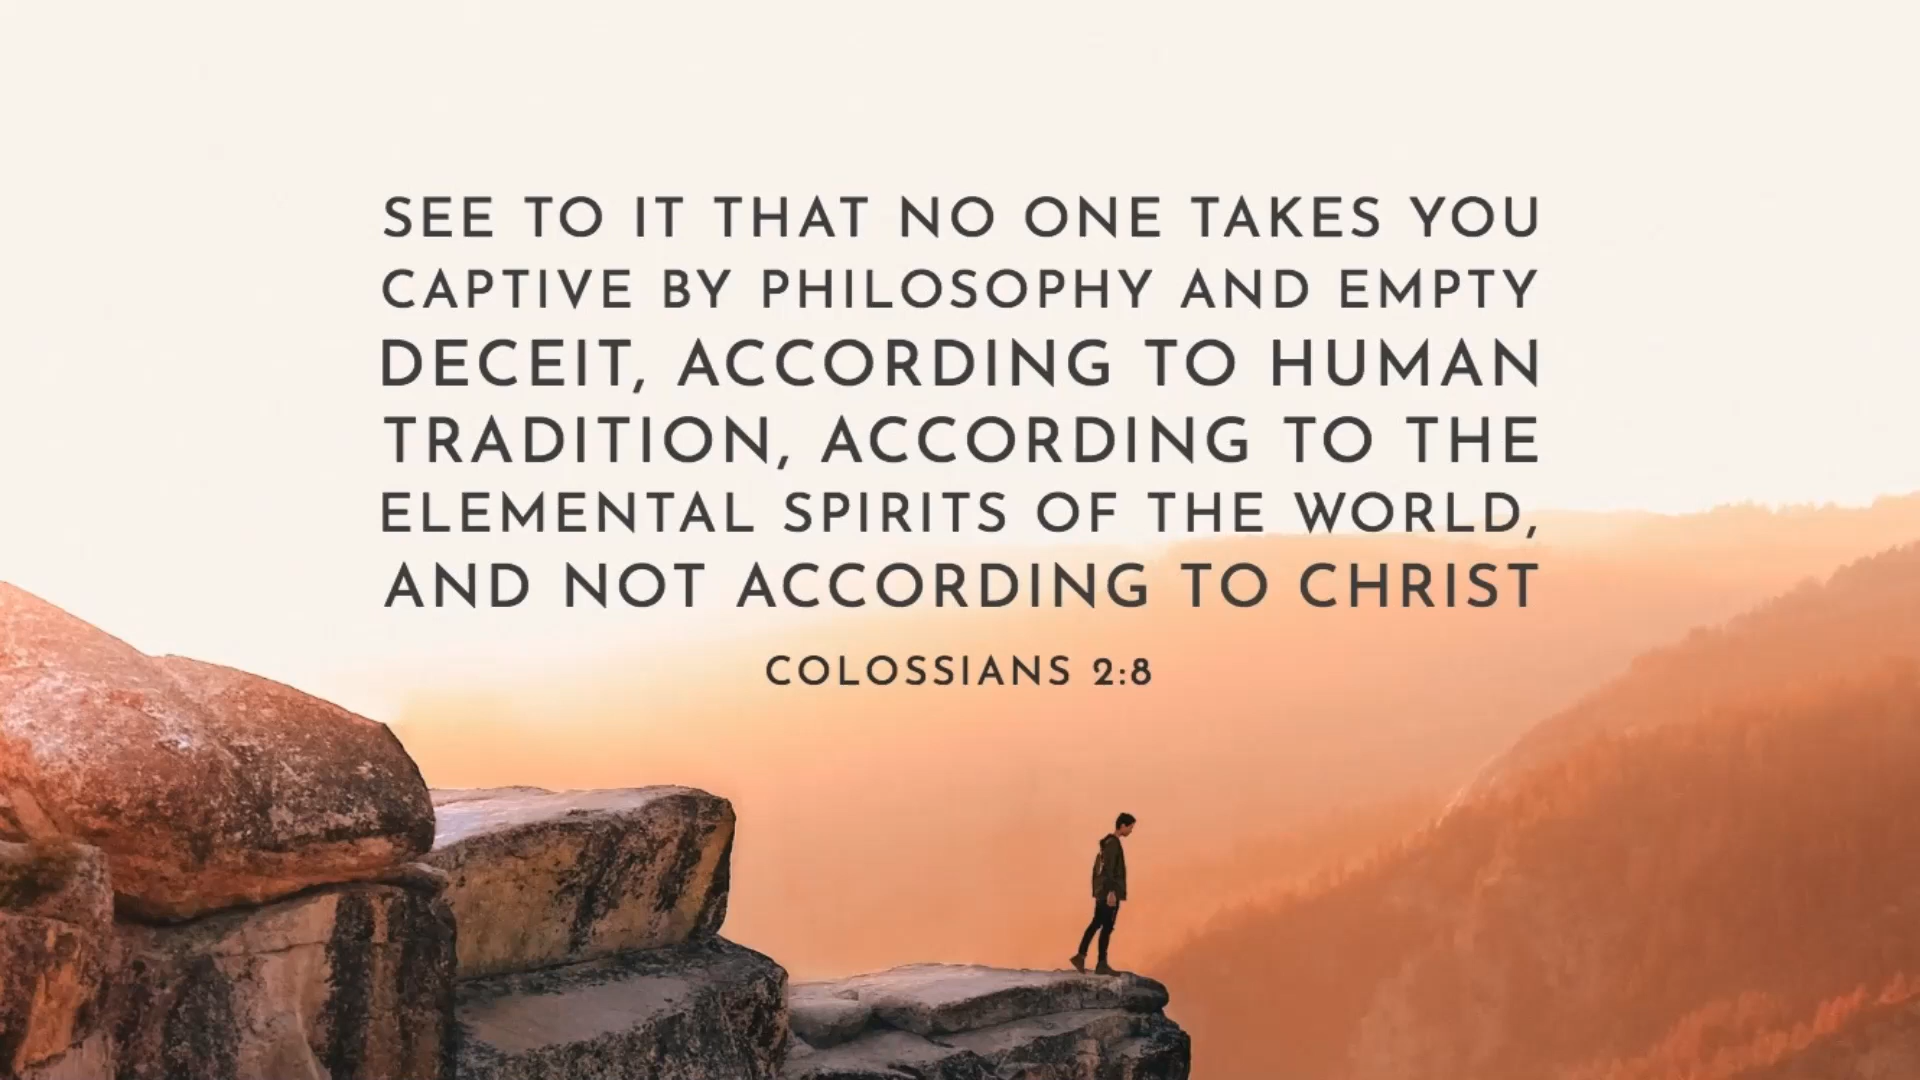 SEE TO IT THAT NO ONE TAKES YOU
CAPTIVE BY PHILOSOPHY AND EMPTY
DECEIT, ACCORDING TO HUMAN
TRADITION, ACCORDING TO THE
ELEMENTAL SPIRITS OF THE WORLD,
AND NOT ACCORDING TO CHRIST
COLOSSIANS 2:8